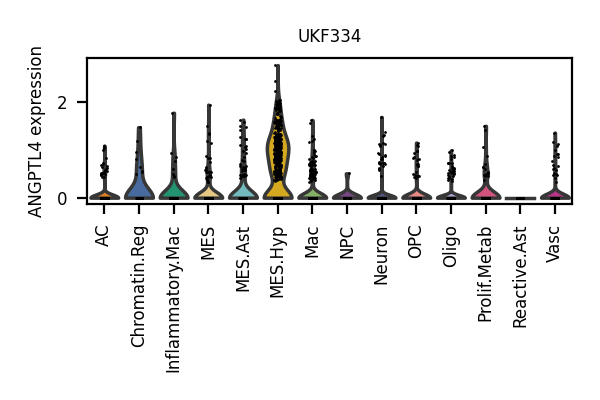 UKF334
ANGPTL4 expression
2
0
AC
Chromatin.Reg
Inflammatory.Mac
MES
MES.Ast
MES.Hyp
Mac
NPC
Neuron
OPC
Oligo
Prolif.Metab
Reactive.Ast
Vasc